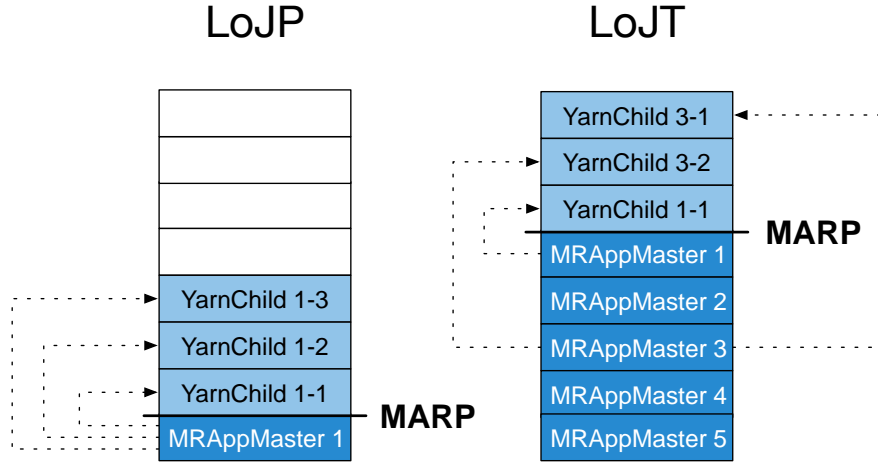 LoJP
YarnChild 1-3
YarnChild 1-2
YarnChild 1-1
MARP
MRAppMaster 1
LoJT
YarnChild 3-1
YarnChild 3-2
YarnChild 1-1
MARP
MRAppMaster 1
MRAppMaster 2
MRAppMaster 3
MRAppMaster 4
MRAppMaster 5